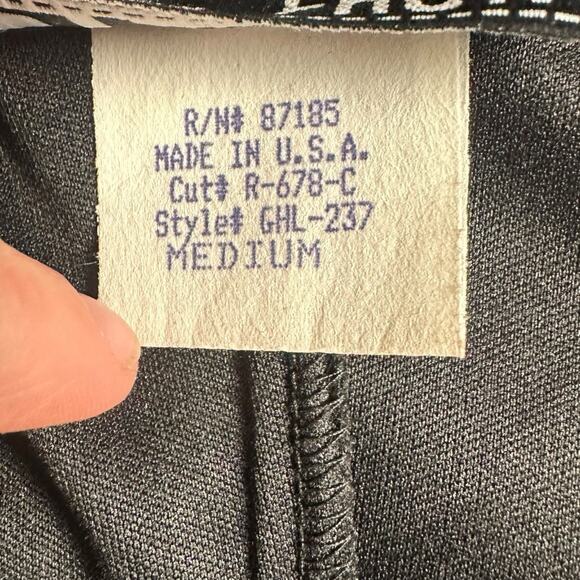 R/N# 87185
MADE IN U.S.A.
Cut# R-678-C
Style# GHL-237
MEDIUM